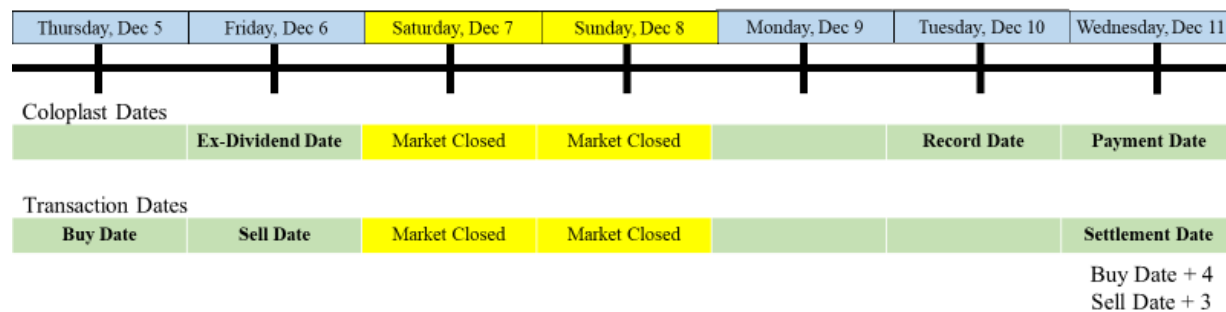 Thursday, Dec 5 Friday, Dec 6 Saturday, Dec 7 Sunday, Dec 8 Monday, Dec 9 Tuesday, Dec 10 Wednesday, Dec 11
Coloplast Dates
Ex-Dividend Date Market Closed Market Closed Record Date Payment Date
Transaction Dates
Buy Date Sell Date Market Closed Market Closed Settlement Date
Buy Date + 4
Sell Date + 3